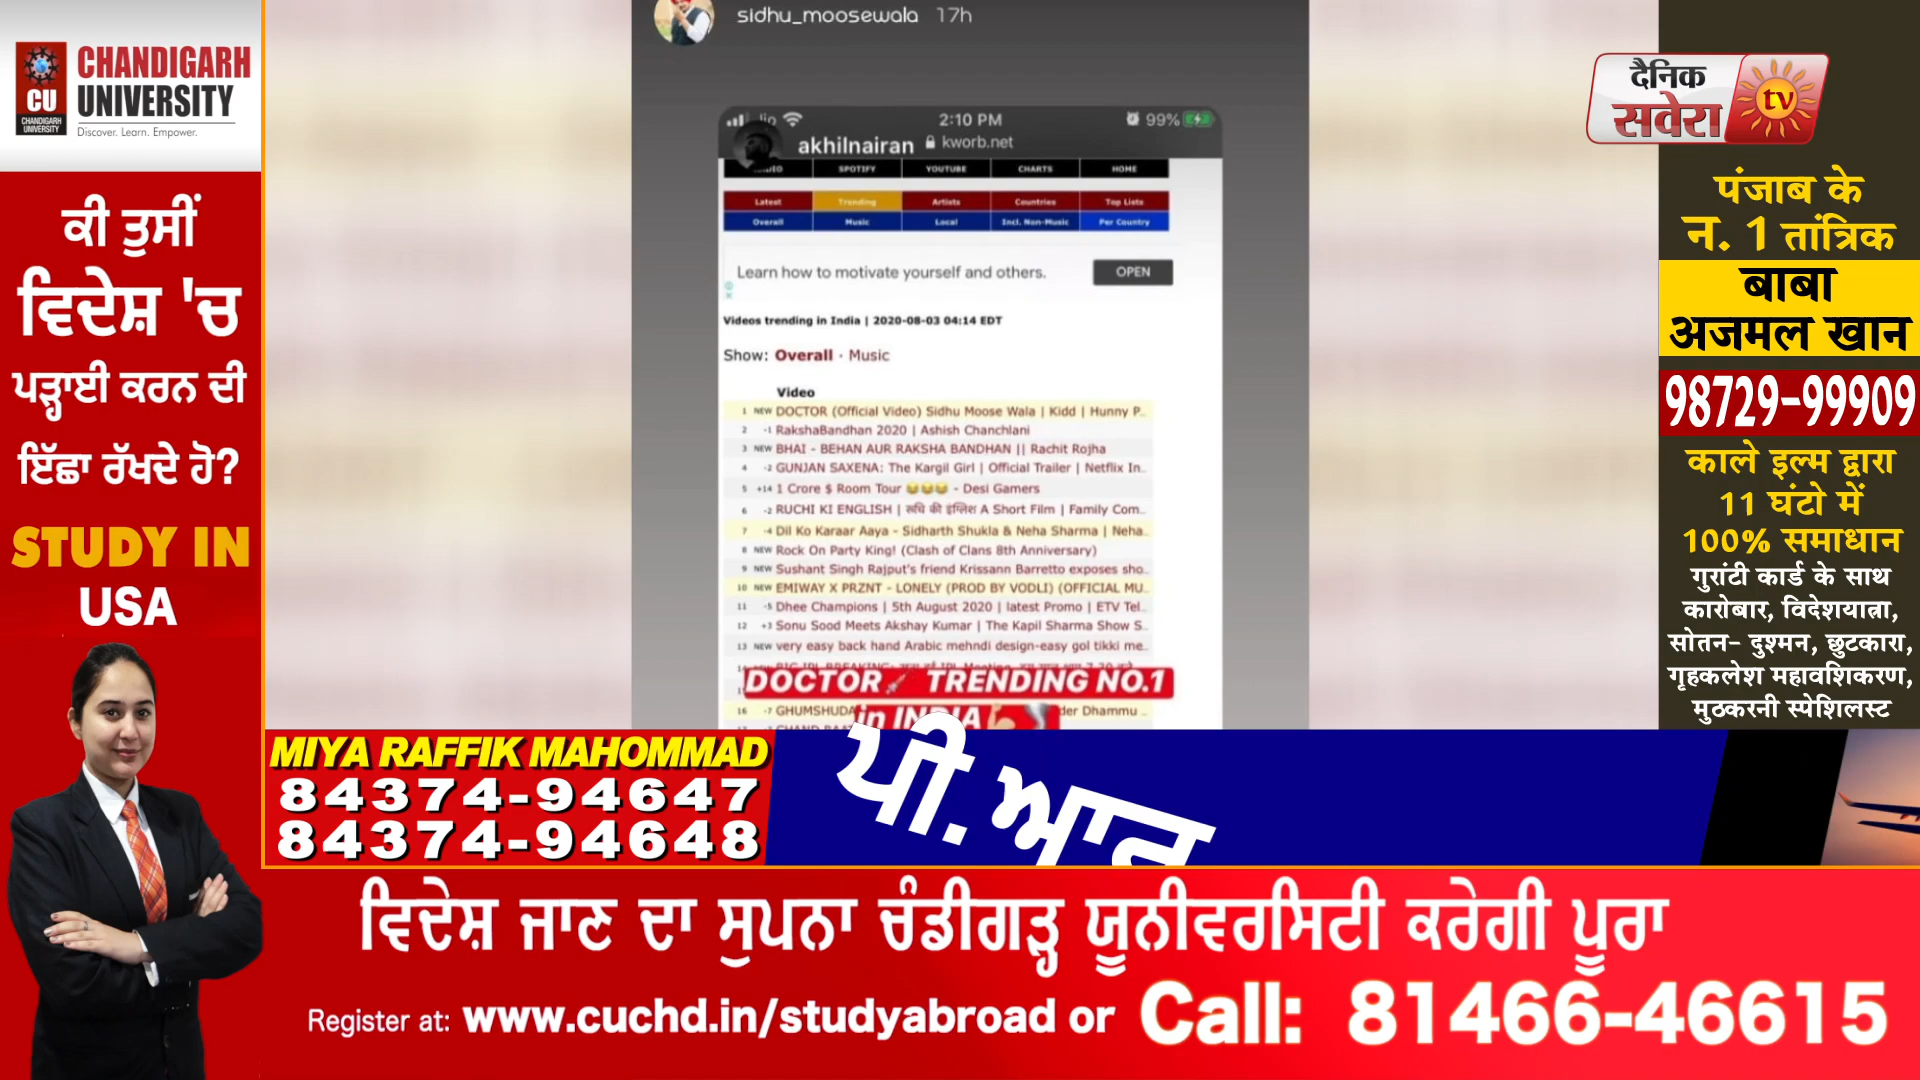 CHANDIGARH
UNIVERSITY
Discover. Learn. Empower.
CU
CHANDIGARH
UNIVERSITY
ਕੀ ਤੁਸੀਂ
ਵਿਦੇਸ਼ 'ਚ
ਪੜ੍ਹਾਈ ਕਰਨ ਦੀ
ਇੱਛਾ ਰੱਖਦੇ ਹੋ?
STUDY IN
USA
sidhu_moosewala 17h
Jio 2:10 PM 99%
akhilnairan kworb.net
SPOTIFY YOUTUBE CHARTS HOME
Latest Trending Artists Countries Top Lists
Overall Music Local Incl. Non-Music Per Country
Learn how to motivate yourself and others. OPEN
Videos trending in India | 2020-08-03 04:14 EDT
Show: Overall · Music
Video
1 NEW DOCTOR (Official Video) Sidhu Moose Wala | Kidd | Hunny P..
2 -1 RakshaBandhan 2020 | Ashish Chanchlani
3 NEW BHAI - BEHAN AUR RAKSHA BANDHAN || Rachit Rojha
4 -2 GUNJAN SAXENA: The Kargil Girl | Official Trailer | Netflix In..
5 +14 1 Crore $ Room Tour 😂😂😂 - Desi Gamers
6 -2 RUCHI KI ENGLISH | रूचि की इंग्लिश A Short Film | Family Com..
7 -4 Dil Ko Karaar Aaya - Sidharth Shukla & Neha Sharma | Neha..
8 NEW Rock On Party King! (Clash of Clans 8th Anniversary)
9 NEW Sushant Singh Rajput's friend Krissann Barretto exposes sho..
10 NEW EMIWAY X PRZNT - LONELY (PROD BY VODLI) (OFFICIAL MU..
11 -5 Dhee Champions | 5th August 2020 | latest Promo | ETV Tel..
12 +3 Sonu Sood Meets Akshay Kumar | The Kapil Sharma Show S..
13 NEW very easy back hand Arabic mehndi design-easy gol tikki me..
DOCTOR TRENDING NO.1
16 -7 GHUMSHUDA der Dhammu ..
in INDIA
दैनिक
सवेरा tv
पंजाब के
न. 1 तांत्रिक
बाबा
अजमल खान
98729-99909
काले इल्म द्वारा
11 घंटो में
100% समाधान
गुरांटी कार्ड के साथ
कारोबार, विदेशयात्रा,
सोतन- दुश्मन, छुटकारा,
गृहकलेश महावशिकरण,
मुठकरनी स्पेशिलस्ट
MIYA RAFFIK MAHOMMAD
84374-94647
84374-94648
ਪੀ.ਆਰ
ਵਿਦੇਸ਼ ਜਾਣ ਦਾ ਸੁਪਨਾ ਚੰਡੀਗੜ੍ਹ ਯੂਨੀਵਰਸਿਟੀ ਕਰੇਗੀ ਪੂਰਾ
Register at: www.cuchd.in/studyabroad or Call: 81466-46615